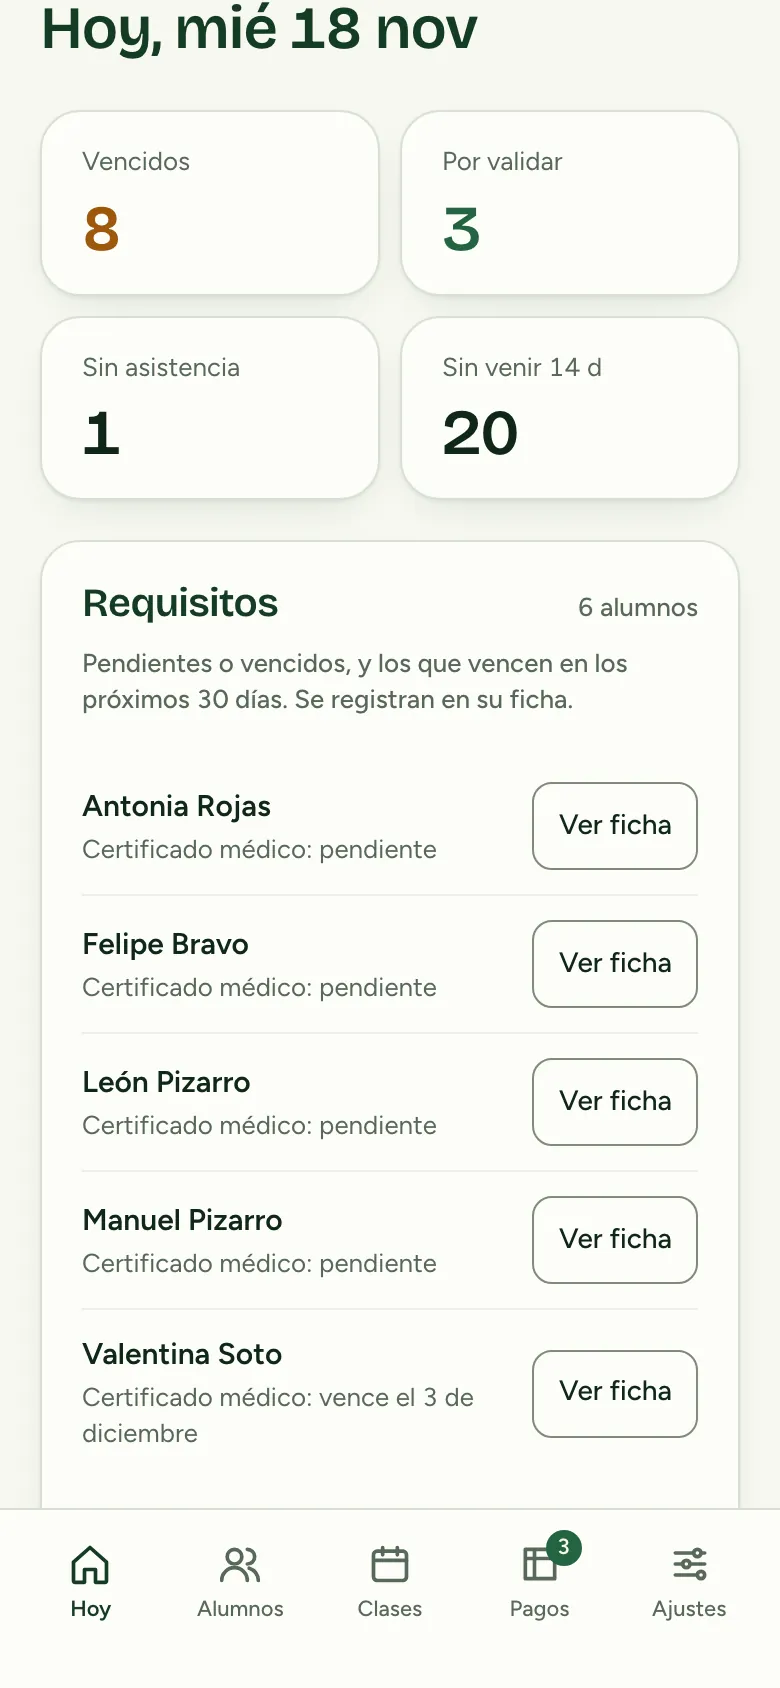 Hoy, mié 18 nov
Vencidos
8
Por validar
3
Sin asistencia
1
Sin venir 14 d
20
Requisitos
6 alumnos
Pendientes o vencidos, y los que vencen en los
próximos 30 días. Se registran en su ficha.
Antonia Rojas
Certificado médico: pendiente
Ver ficha
Felipe Bravo
Certificado médico: pendiente
Ver ficha
León Pizarro
Certificado médico: pendiente
Ver ficha
Manuel Pizarro
Certificado médico: pendiente
Ver ficha
Valentina Soto
Certificado médico: vence el 3 de
diciembre
Ver ficha
3
Hoy
Alumnos
Clases
Pagos
Ajustes